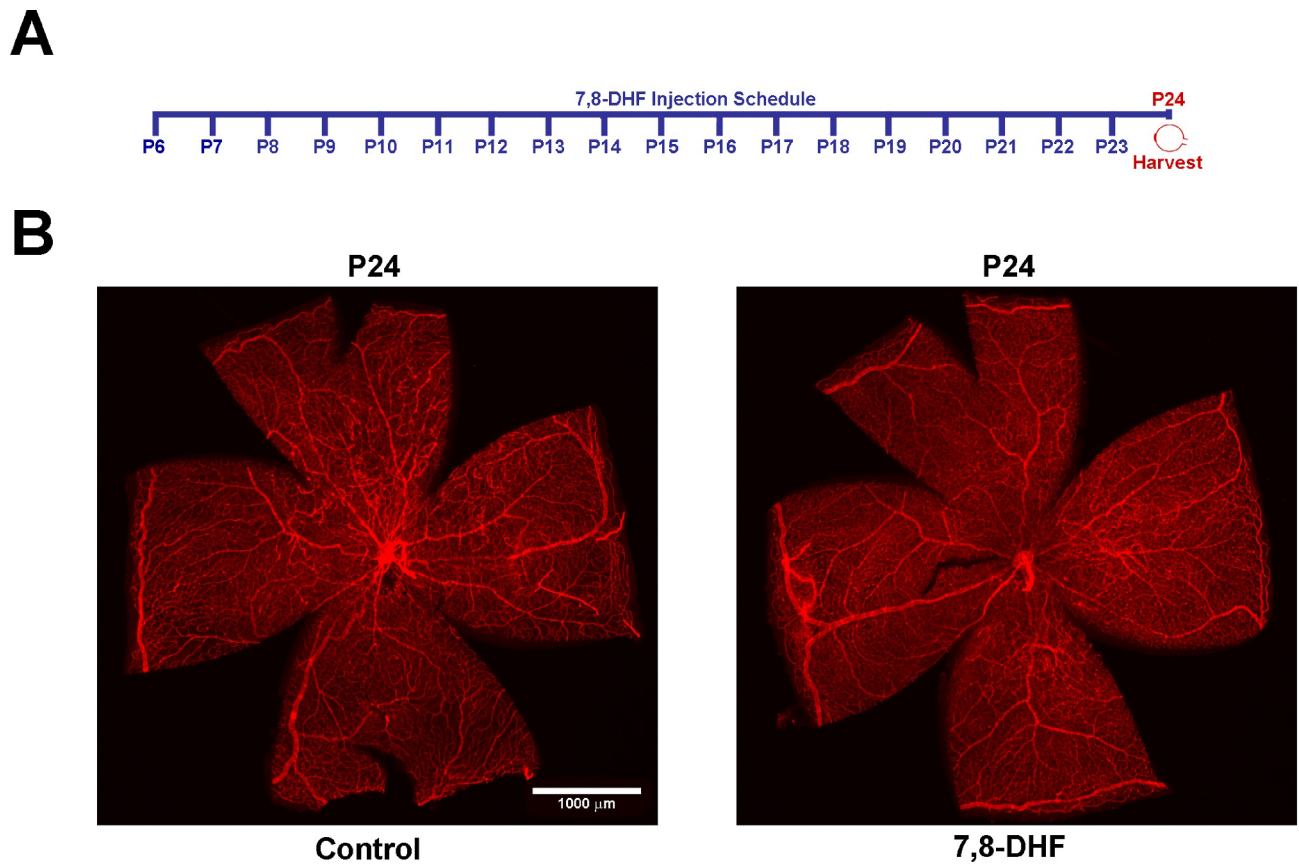 A
7,8-DHF Injection Schedule
P24
P6 P7 P8 P9 P10 P11 P12 P13 P14 P15 P16 P17 P18 P19 P20 P21 P22 P23
Harvest
B
P24
P24
1000 μm
Control
7,8-DHF